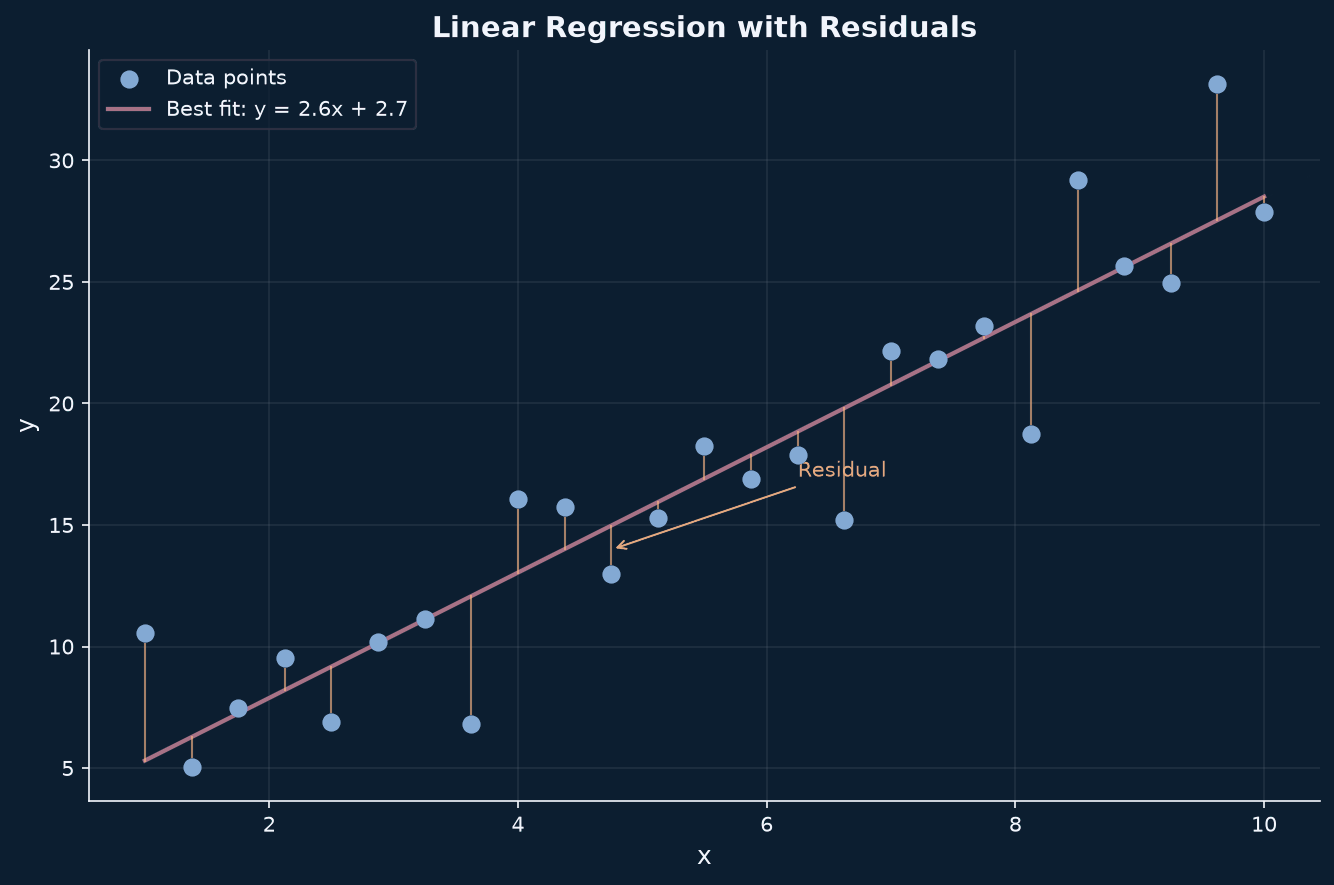 Linear Regression with Residuals
Data points
Best fit: y = 2.6x + 2.7
30
25
20
15
10
5
y
Residual
2
4
6
8
10
x